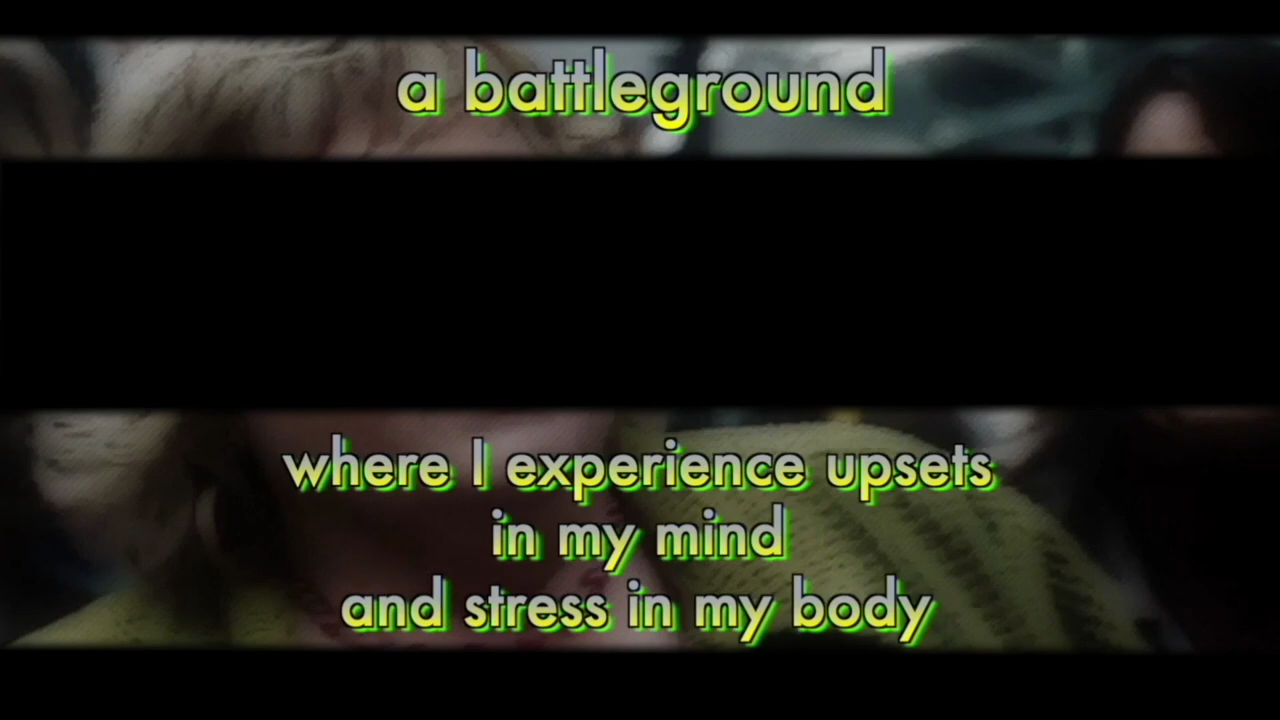 a battleground
where I experience upsets
in my mind
and stress in my body